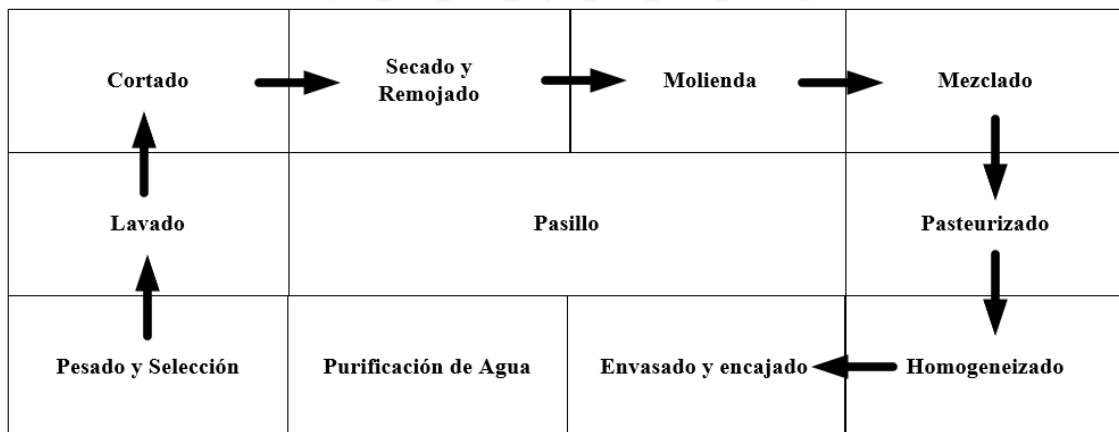 Cortado
Secado y
Remojado
Molienda
Mezclado
Lavado
Pasillo
Pasteurizado
Pesado y Selección
Purificación de Agua
Envasado y encajado
Homogeneizado